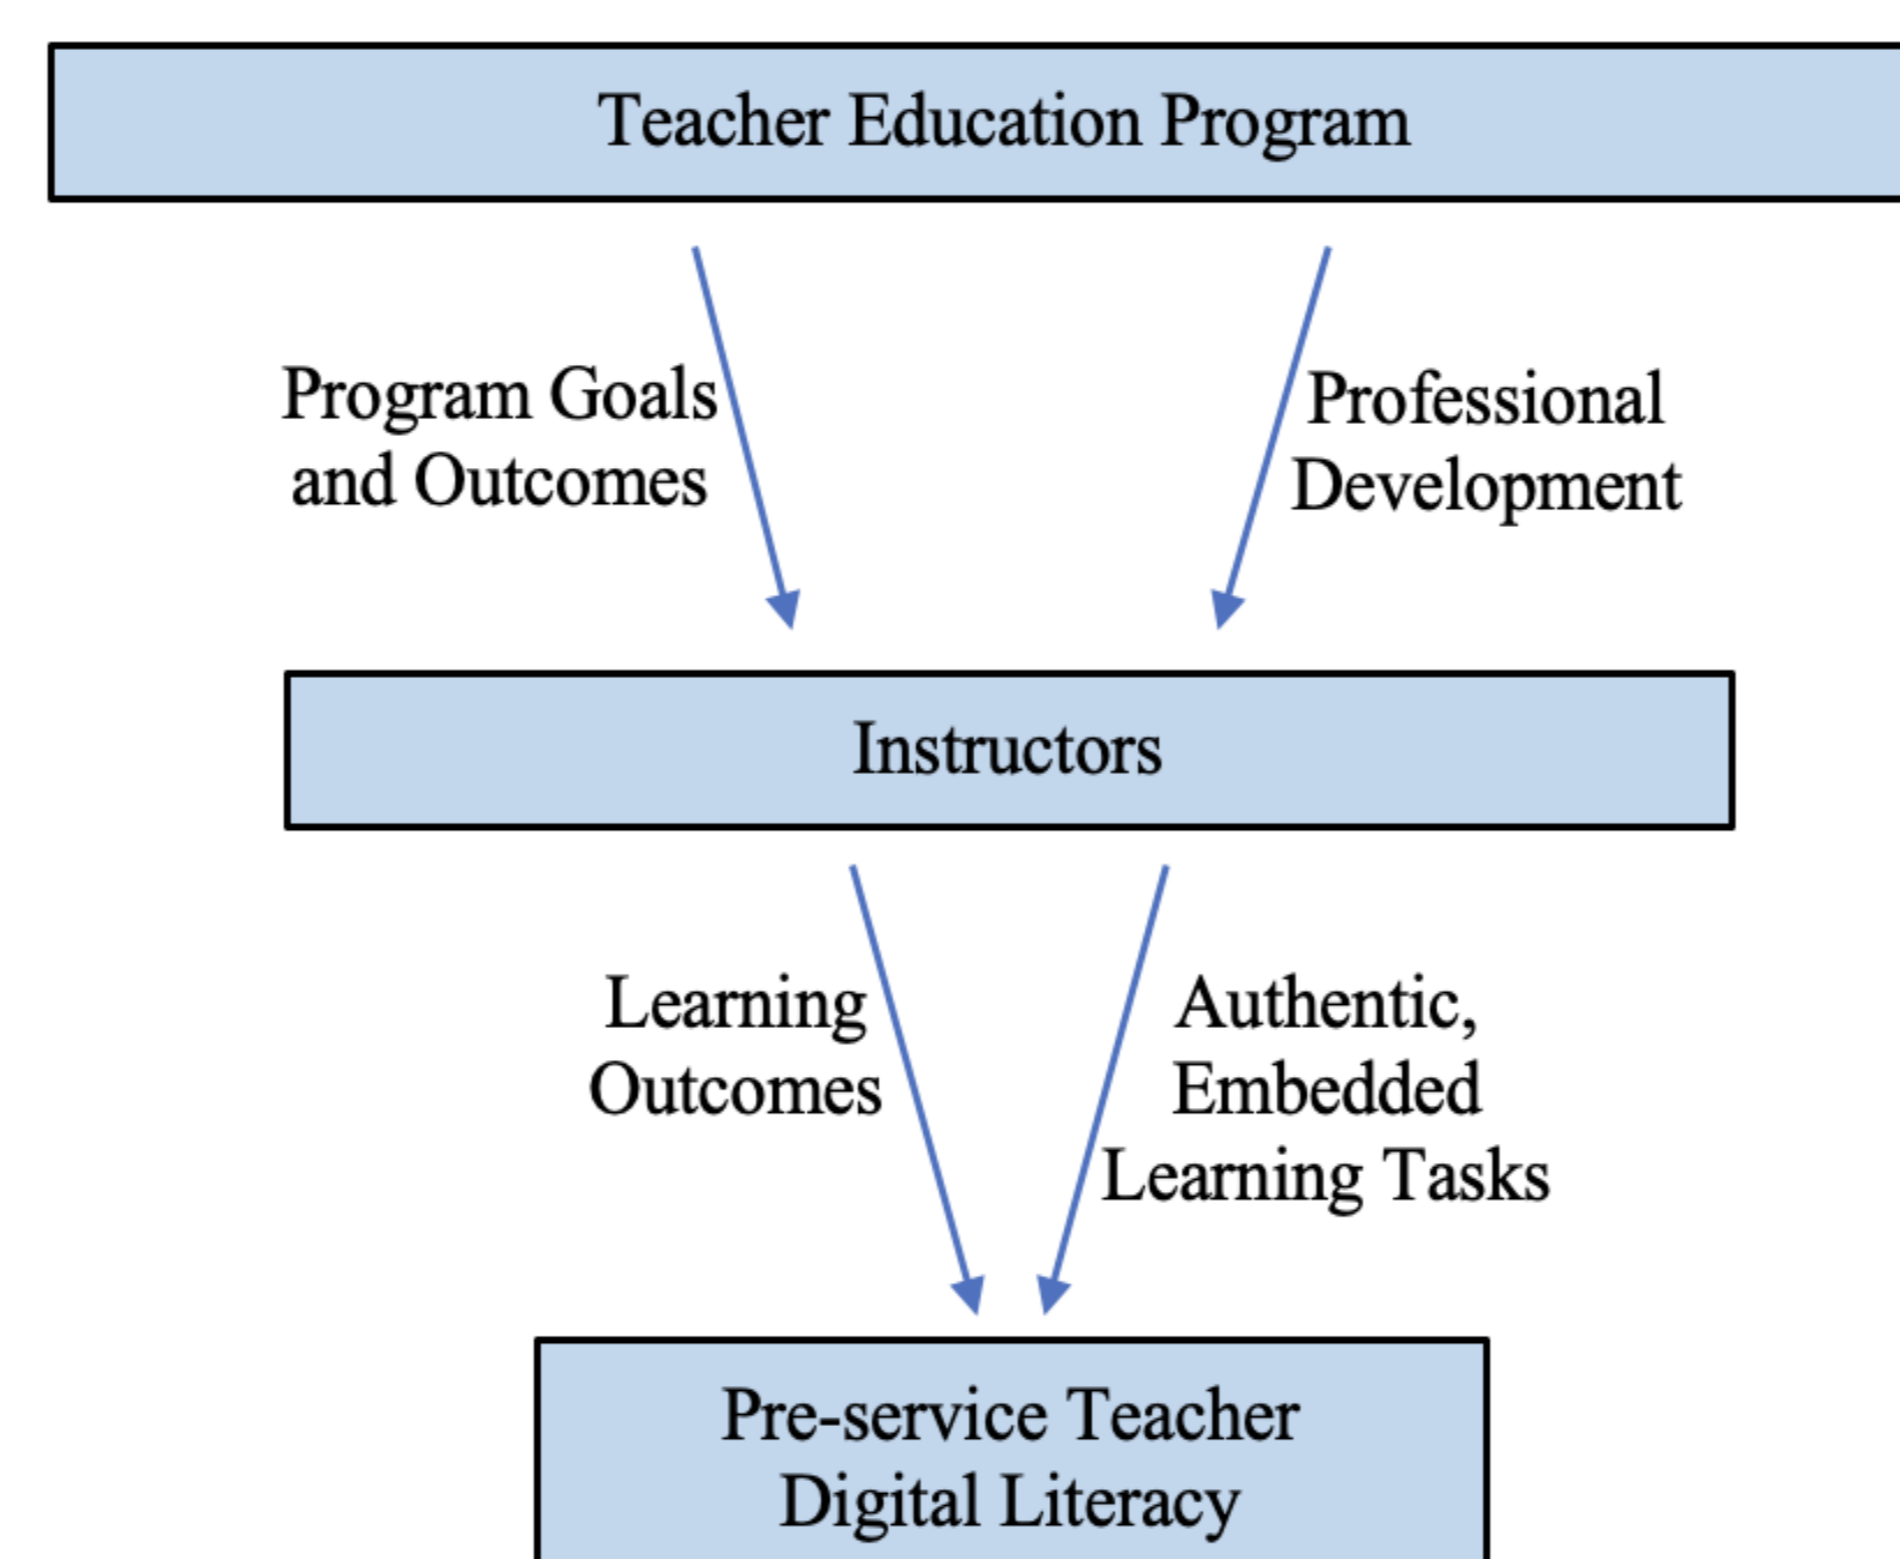 Teacher Education Program
Program Goals
and Outcomes
Professional
Development
Instructors
Learning
Outcomes
Authentic,
Embedded
Learning Tasks
Pre-service Teacher
Digital Literacy